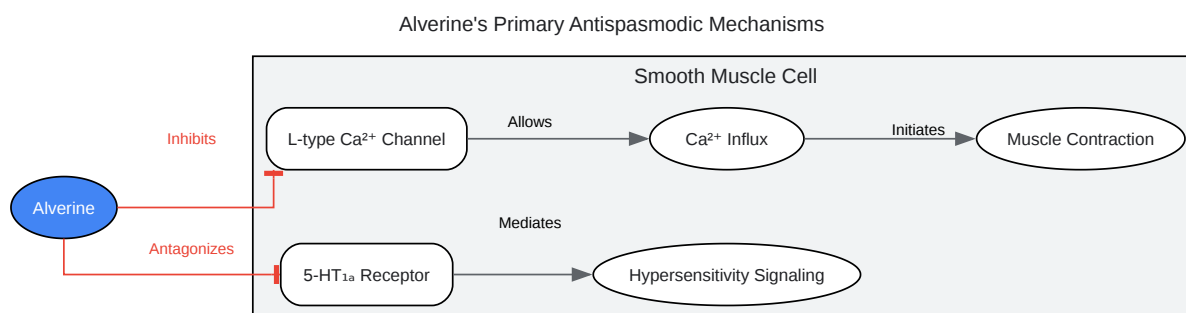 Alverine's Primary Antispasmodic Mechanisms
Smooth Muscle Cell
Inhibits
L-type Ca²⁺ Channel
Allows
Ca²⁺ Influx
Initiates
Muscle Contraction
Alverine
Antagonizes
5-HT₁ₐ Receptor
Mediates
Hypersensitivity Signaling